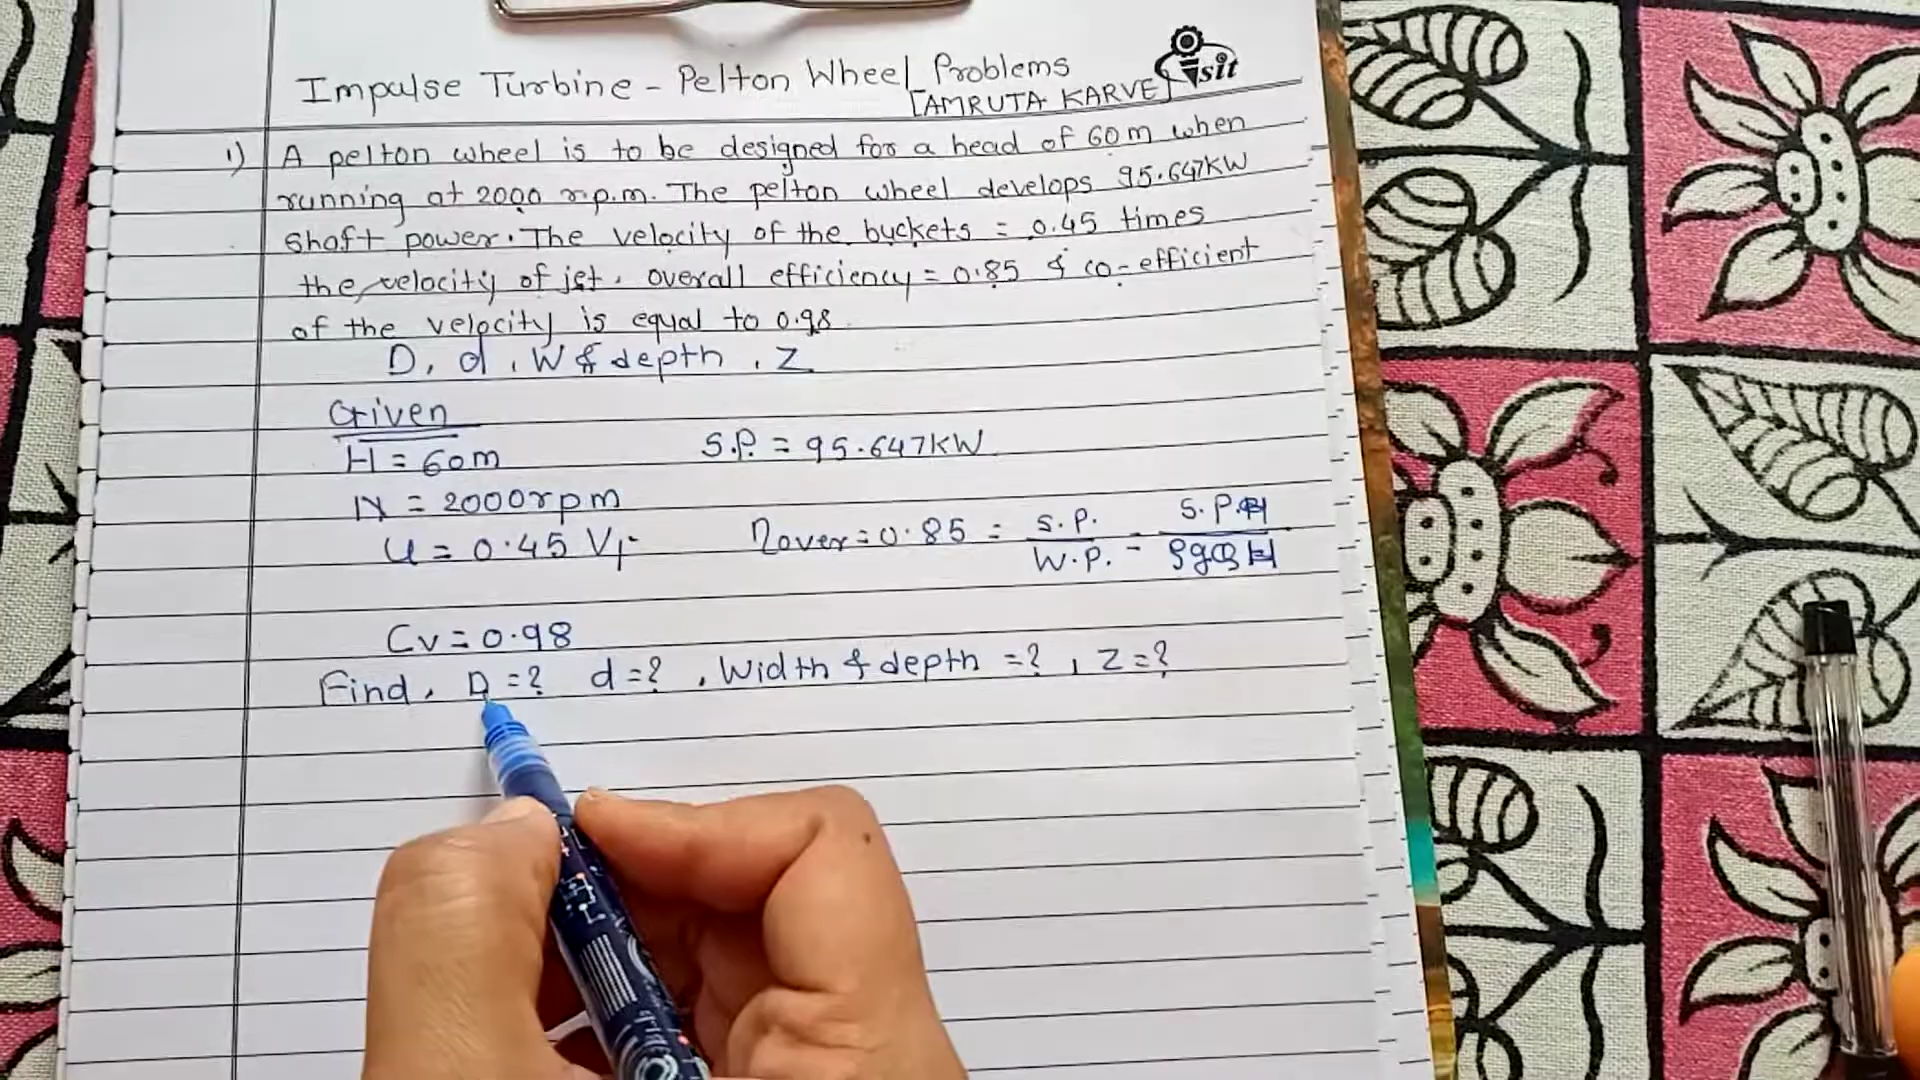 Impulse Turbine - Pelton Wheel Problems
[AMRUTA KARVE]
sit
1) A pelton wheel is to be designed for a head of 60m when
running at 2000 r.p.m. The pelton wheel develops 95.647KW
shaft power. The velocity of the buckets = 0.45 times
the velocity of jet, overall efficiency = 0.85 & co-efficient
of the velocity is equal to 0.98
D, d, W & depth, Z
Given
H = 60m S.P. = 95.647KW
N = 2000rpm
u = 0.45 V1 ηover = 0.85 = S.P. / W.P. = S.P. / ρgQH
Cv = 0.98
Find, D = ? d = ?, Width & depth = ?, Z = ?